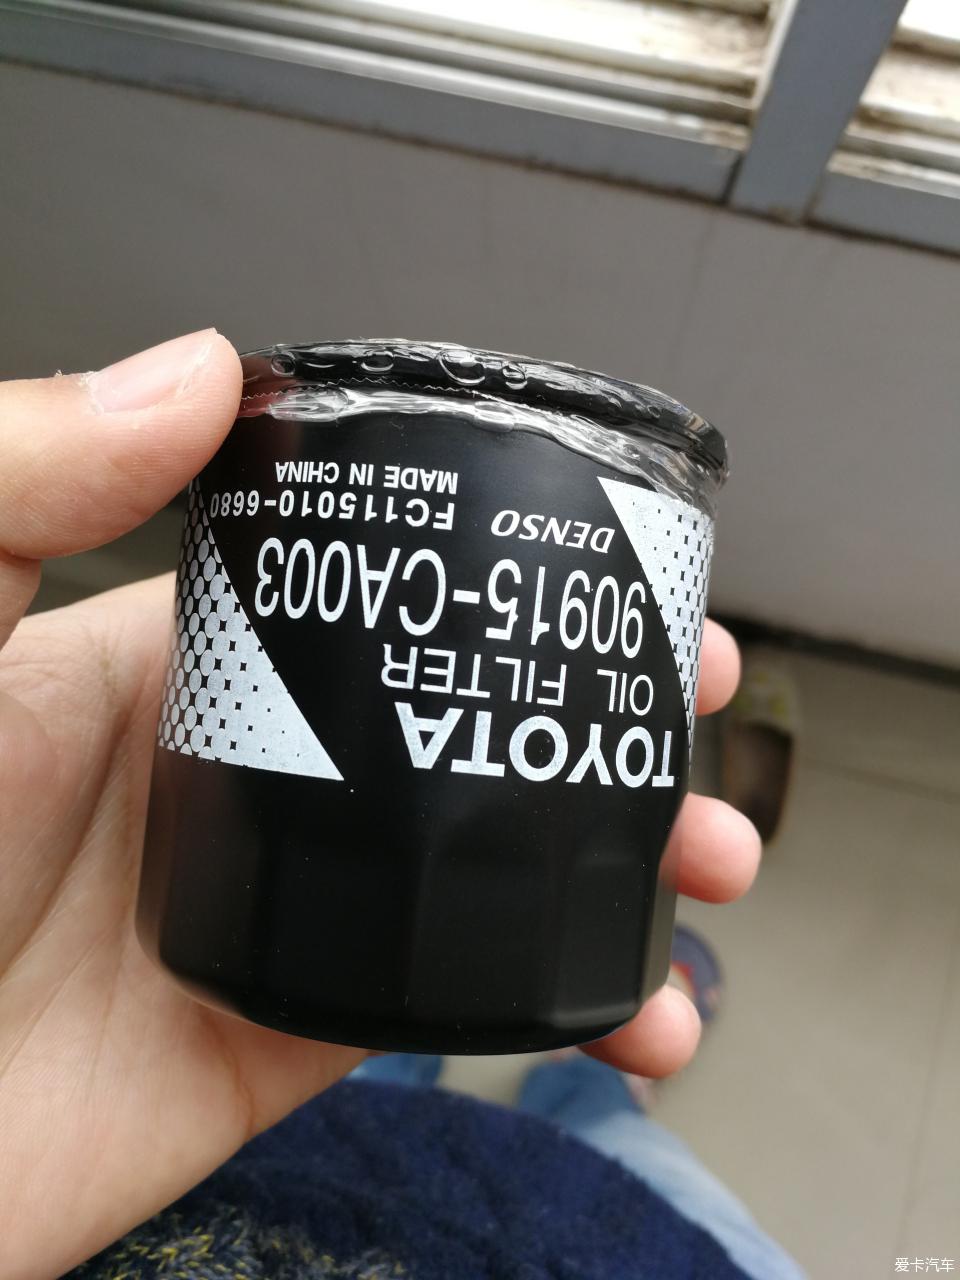 TOYOTA
OIL FILTER
90915-CA003
DENSO
FC115010-6680
MADE IN CHINA
爱卡汽车